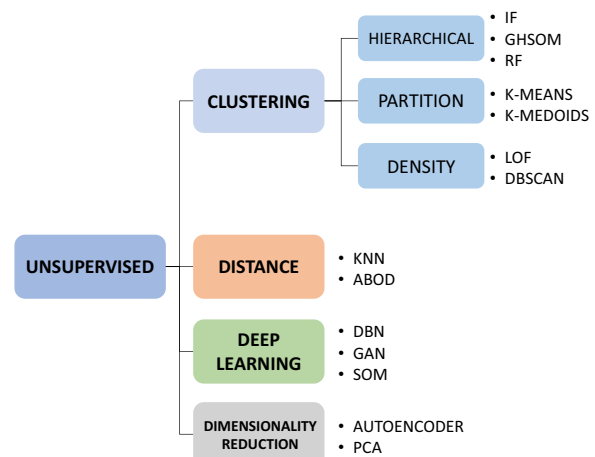 HIERARCHICAL
• IF
• GHSOM
• RF
CLUSTERING
PARTITION
• K-MEANS
• K-MEDOIDS
DENSITY
• LOF
• DBSCAN
UNSUPERVISED
DISTANCE
• KNN
• ABOD
DEEP
LEARNING
• DBN
• GAN
• SOM
DIMENSIONALITY
REDUCTION
• AUTOENCODER
• PCA